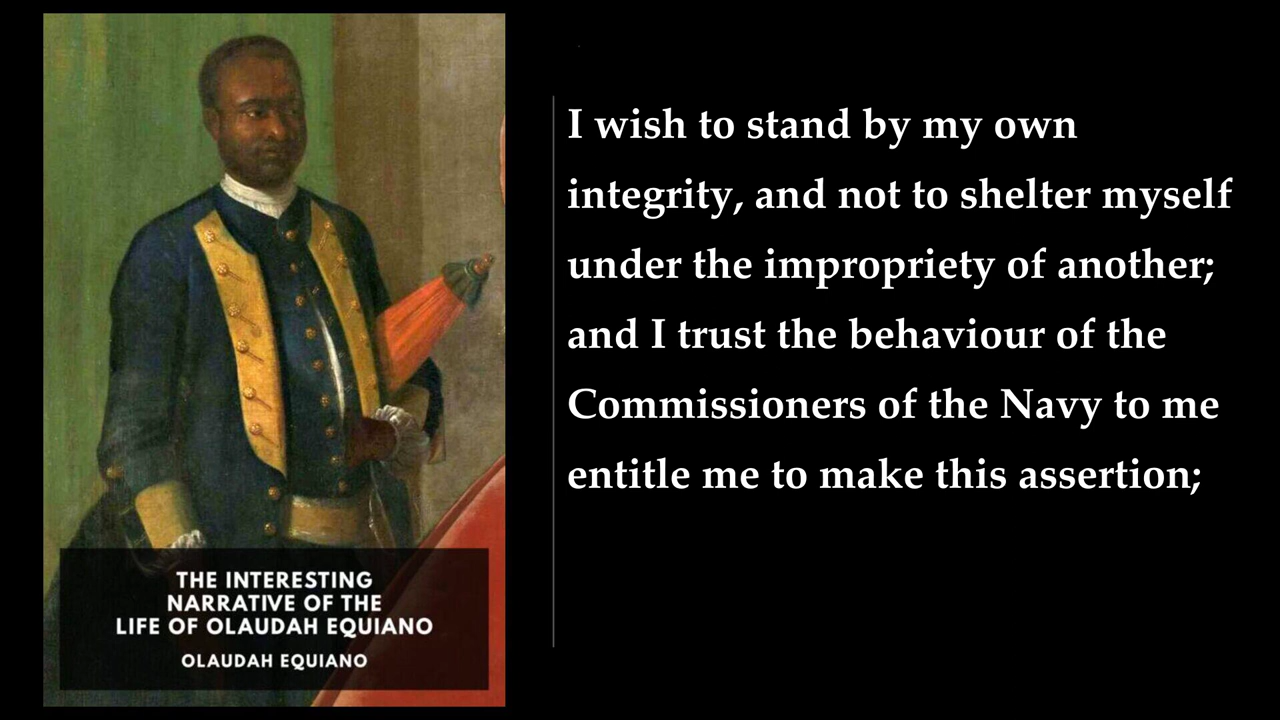 THE INTERESTING
NARRATIVE OF THE
LIFE OF OLAUDAH EQUIANO
OLAUDAH EQUIANO
I wish to stand by my own
integrity, and not to shelter myself
under the impropriety of another;
and I trust the behaviour of the
Commissioners of the Navy to me
entitle me to make this assertion;